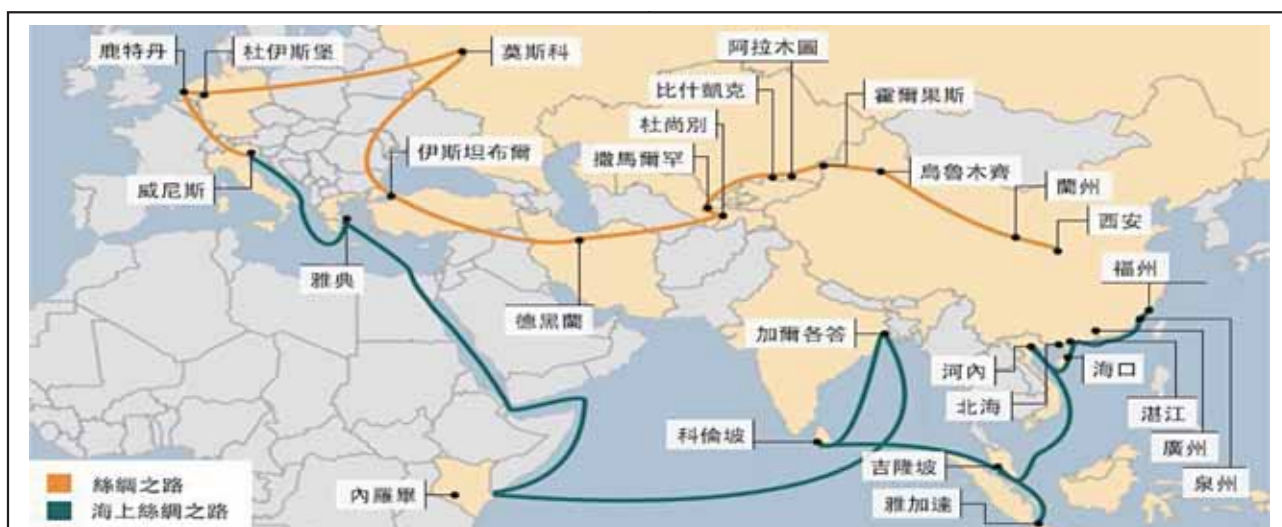 鹿特丹
杜伊斯堡
莫斯科
阿拉木圖
比什凱克
霍爾果斯
杜尚別
伊斯坦布爾
撒馬爾罕
烏魯木齊
蘭州
威尼斯
西安
福州
雅典
德黑蘭
加爾各答
河內
海口
北海
湛江
科倫坡
廣州
吉隆坡
泉州
內羅畢
雅加達
絲綢之路
海上絲綢之路